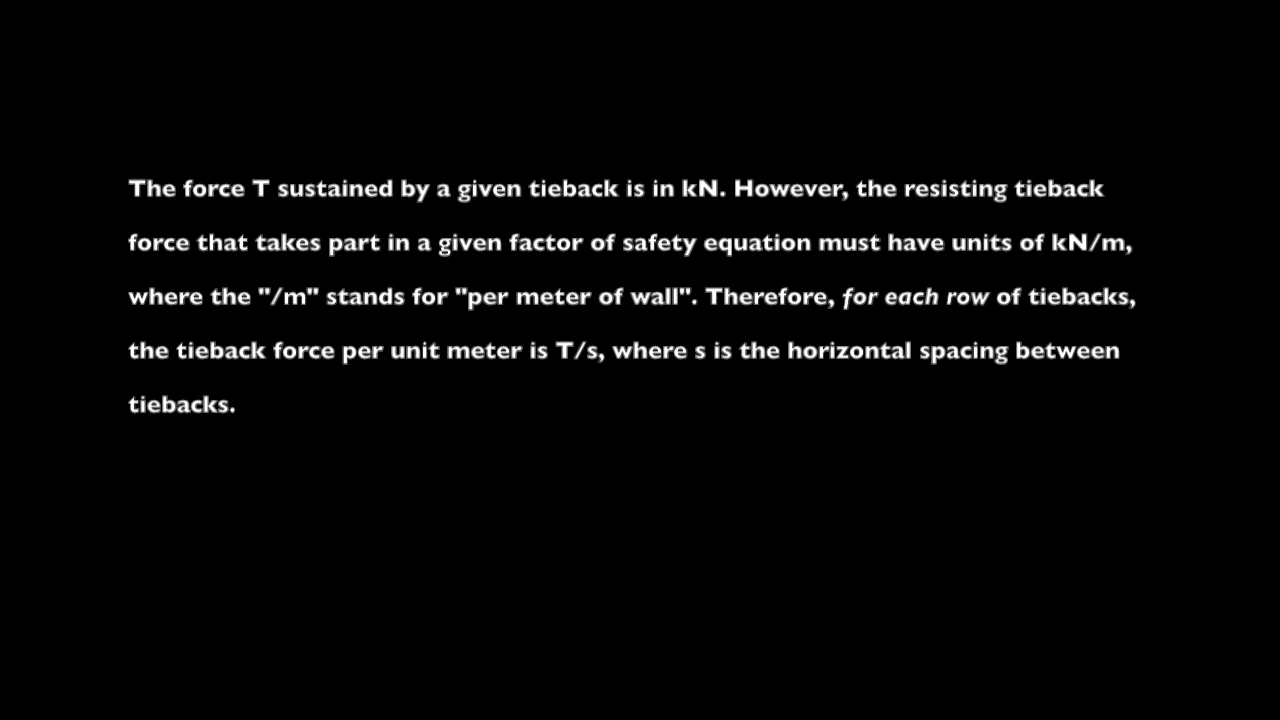 The force T sustained by a given tieback is in kN. However, the resisting tieback
force that takes part in a given factor of safety equation must have units of kN/m,
where the "/m" stands for "per meter of wall". Therefore, for each row of tiebacks,
the tieback force per unit meter is T/s, where s is the horizontal spacing between
tiebacks.